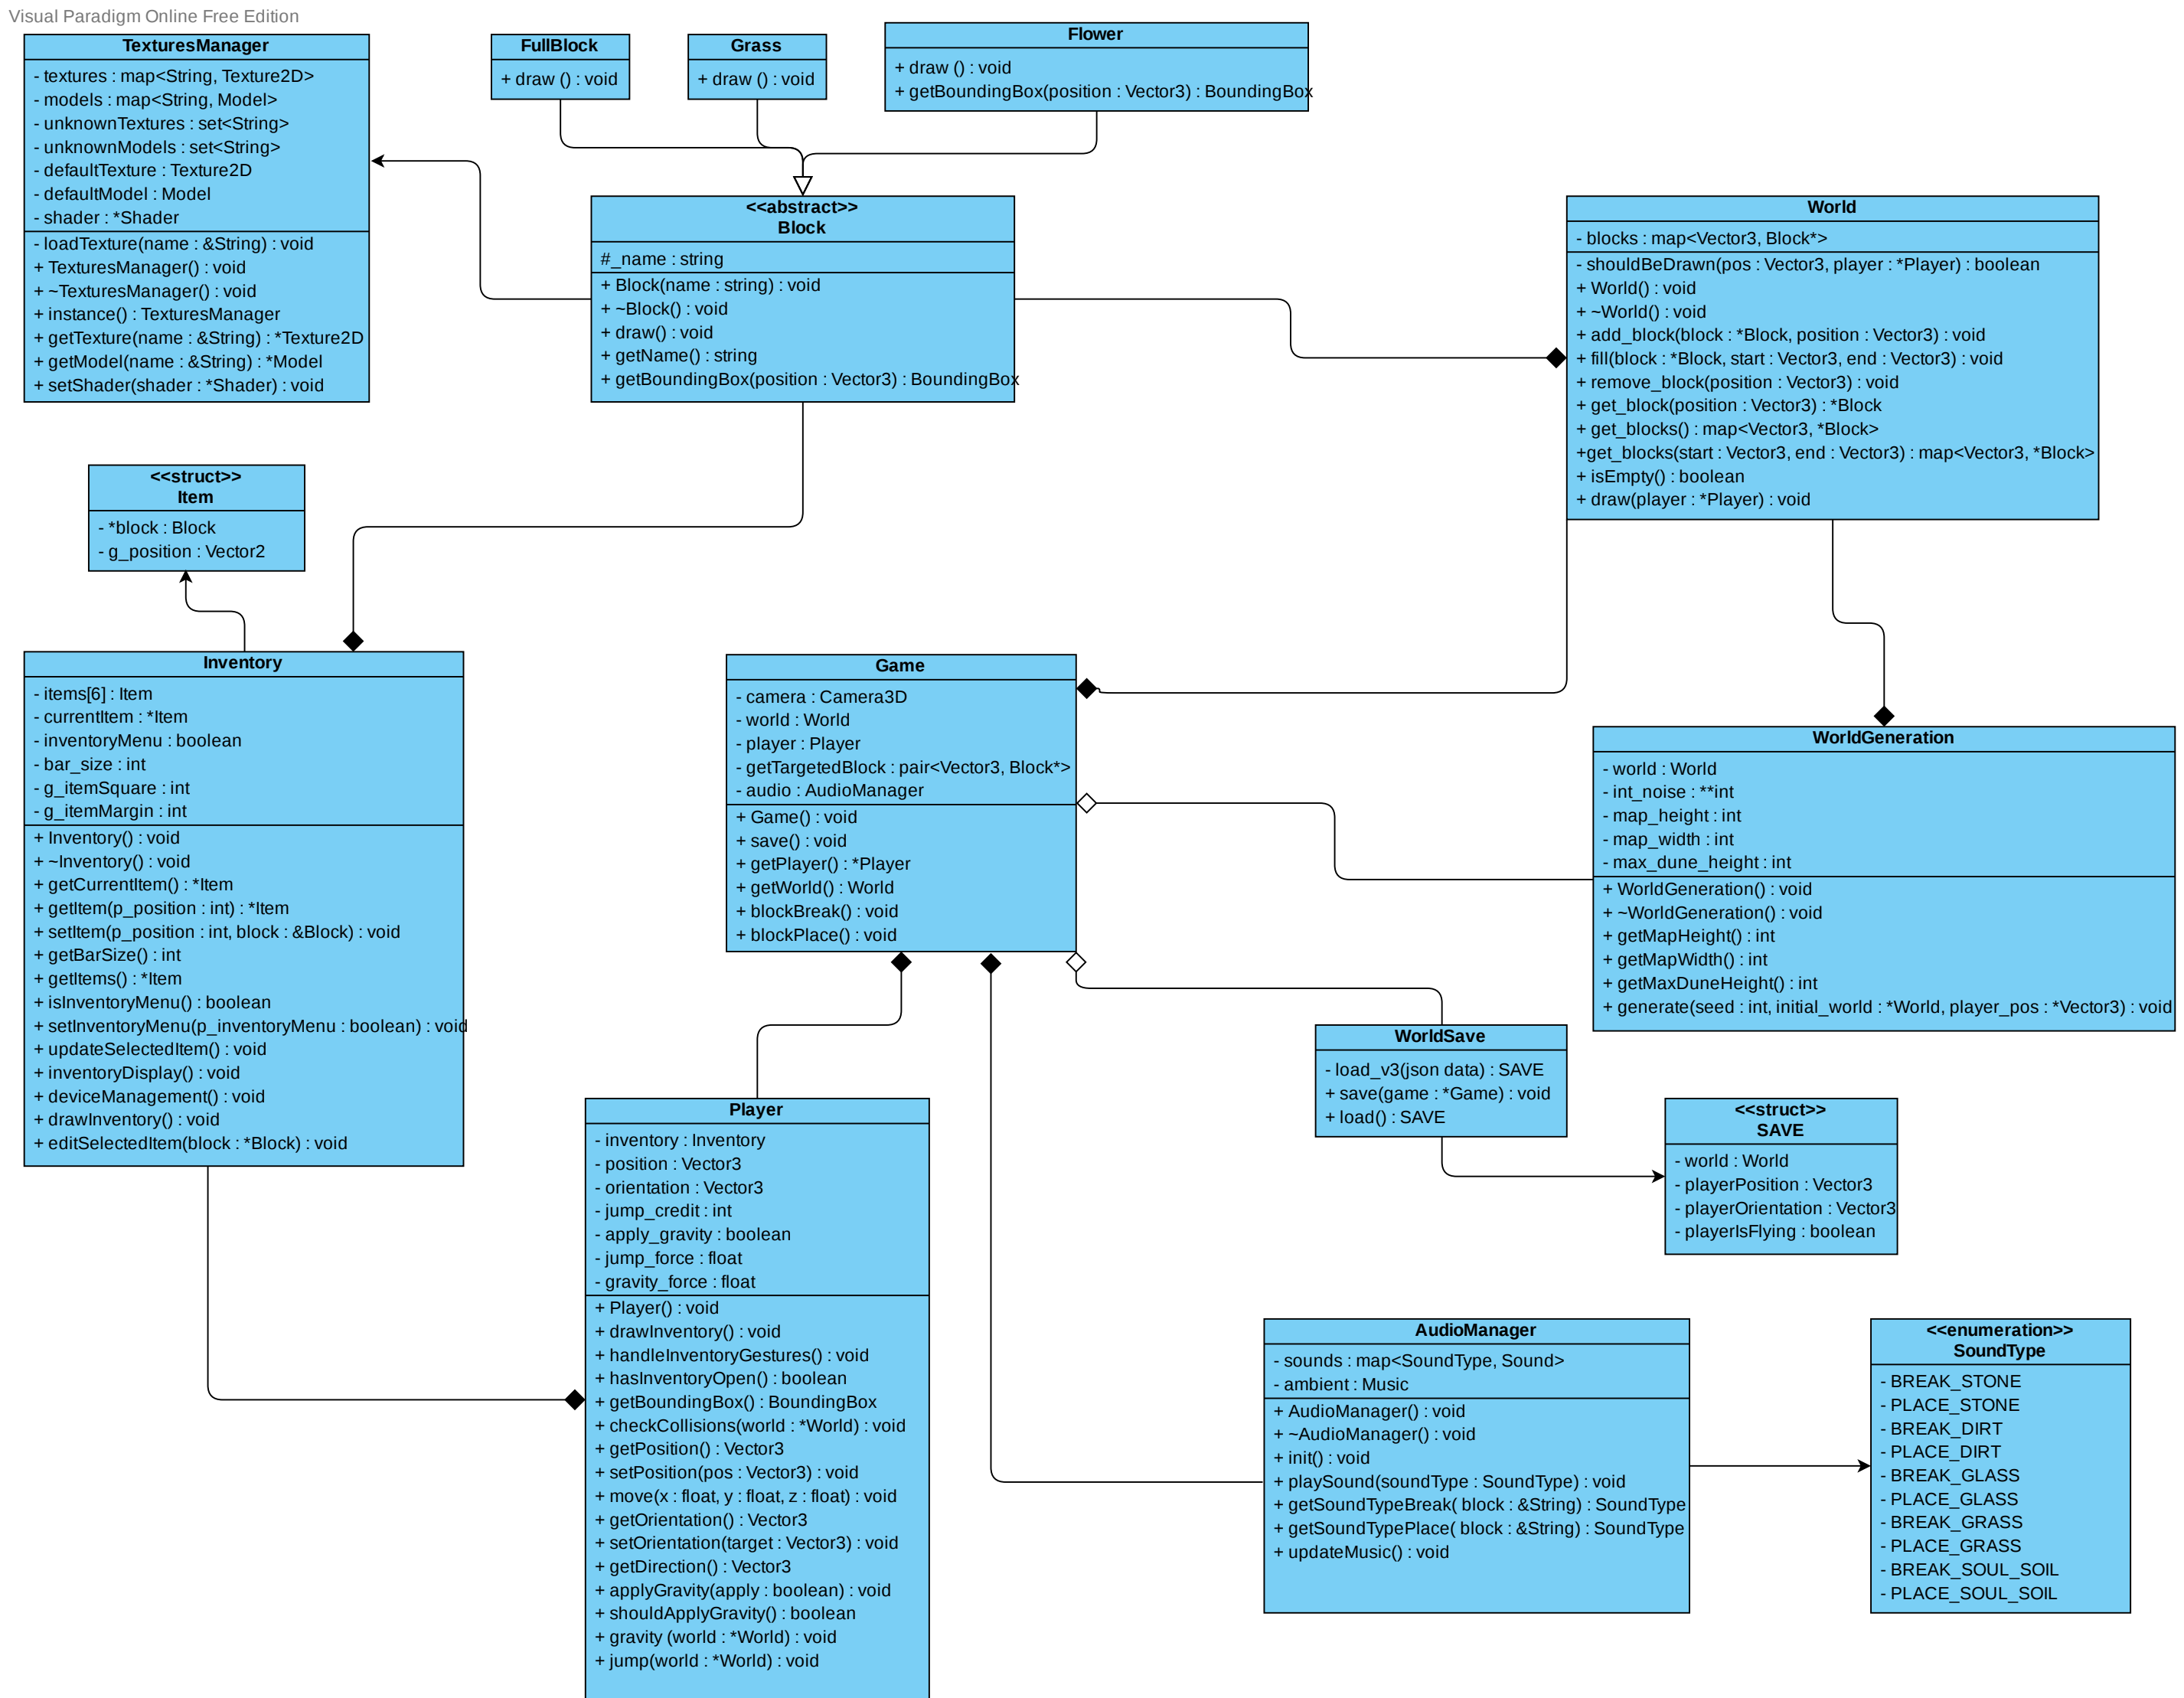 Visual Paradigm Online Free Edition
TexturesManager
- textures : map<String, Texture2D>
- models : map<String, Model>
- unknownTextures : set<String>
- unknownModels : set<String>
- defaultTexture : Texture2D
- defaultModel : Model
- shader : *Shader
- loadTexture(name : &String) : void
+ TexturesManager() : void
+ ~TexturesManager() : void
+ instance() : TexturesManager
+ getTexture(name : &String) : *Texture2D
+ getModel(name : &String) : *Model
+ setShader(shader : *Shader) : void
FullBlock
+ draw () : void
Grass
+ draw () : void
Flower
+ draw () : void
+ getBoundingBox(position : Vector3) : BoundingBox
<<abstract>>
Block
#_name : string
+ Block(name : string) : void
+ ~Block() : void
+ draw() : void
+ getName() : string
+ getBoundingBox(position : Vector3) : BoundingBox
World
- blocks : map<Vector3, Block*>
- shouldBeDrawn(pos : Vector3, player : *Player) : boolean
+ World() : void
+ ~World() : void
+ add_block(block : *Block, position : Vector3) : void
+ fill(block : *Block, start : Vector3, end : Vector3) : void
+ remove_block(position : Vector3) : void
+ get_block(position : Vector3) : *Block
+ get_blocks() : map<Vector3, *Block>
+get_blocks(start : Vector3, end : Vector3) : map<Vector3, *Block>
+ isEmpty() : boolean
+ draw(player : *Player) : void
<<struct>>
Item
- *block : Block
- g_position : Vector2
Inventory
- items[6] : Item
- currentItem : *Item
- inventoryMenu : boolean
- bar_size : int
- g_itemSquare : int
- g_itemMargin : int
+ Inventory() : void
+ ~Inventory() : void
+ getCurrentItem() : *Item
+ getItem(p_position : int) : *Item
+ setItem(p_position : int, block : &Block) : void
+ getBarSize() : int
+ getItems() : *Item
+ isInventoryMenu() : boolean
+ setInventoryMenu(p_inventoryMenu : boolean) : void
+ updateSelectedItem() : void
+ inventoryDisplay() : void
+ deviceManagement() : void
+ drawInventory() : void
+ editSelectedItem(block : *Block) : void
Game
- camera : Camera3D
- world : World
- player : Player
- getTargetedBlock : pair<Vector3, Block*>
- audio : AudioManager
+ Game() : void
+ save() : void
+ getPlayer() : *Player
+ getWorld() : World
+ blockBreak() : void
+ blockPlace() : void
WorldGeneration
- world : World
- int_noise : **int
- map_height : int
- map_width : int
- max_dune_height : int
+ WorldGeneration() : void
+ ~WorldGeneration() : void
+ getMapHeight() : int
+ getMapWidth() : int
+ getMaxDuneHeight() : int
+ generate(seed : int, initial_world : *World, player_pos : *Vector3) : void
WorldSave
- load_v3(json data) : SAVE
+ save(game : *Game) : void
+ load() : SAVE
<<struct>>
SAVE
- world : World
- playerPosition : Vector3
- playerOrientation : Vector3
- playerIsFlying : boolean
Player
- inventory : Inventory
- position : Vector3
- orientation : Vector3
- jump_credit : int
- apply_gravity : boolean
- jump_force : float
- gravity_force : float
+ Player() : void
+ drawInventory() : void
+ handleInventoryGestures() : void
+ hasInventoryOpen() : boolean
+ getBoundingBox() : BoundingBox
+ checkCollisions(world : *World) : void
+ getPosition() : Vector3
+ setPosition(pos : Vector3) : void
+ move(x : float, y : float, z : float) : void
+ getOrientation() : Vector3
+ setOrientation(target : Vector3) : void
+ getDirection() : Vector3
+ applyGravity(apply : boolean) : void
+ shouldApplyGravity() : boolean
+ gravity (world : *World) : void
+ jump(world : *World) : void
AudioManager
- sounds : map<SoundType, Sound>
- ambient : Music
+ AudioManager() : void
+ ~AudioManager() : void
+ init() : void
+ playSound(soundType : SoundType) : void
+ getSoundTypeBreak( block : &String) : SoundType
+ getSoundTypePlace( block : &String) : SoundType
+ updateMusic() : void
<<enumeration>>
SoundType
- BREAK_STONE
- PLACE_STONE
- BREAK_DIRT
- PLACE_DIRT
- BREAK_GLASS
- PLACE_GLASS
- BREAK_GRASS
- PLACE_GRASS
- BREAK_SOUL_SOIL
- PLACE_SOUL_SOIL